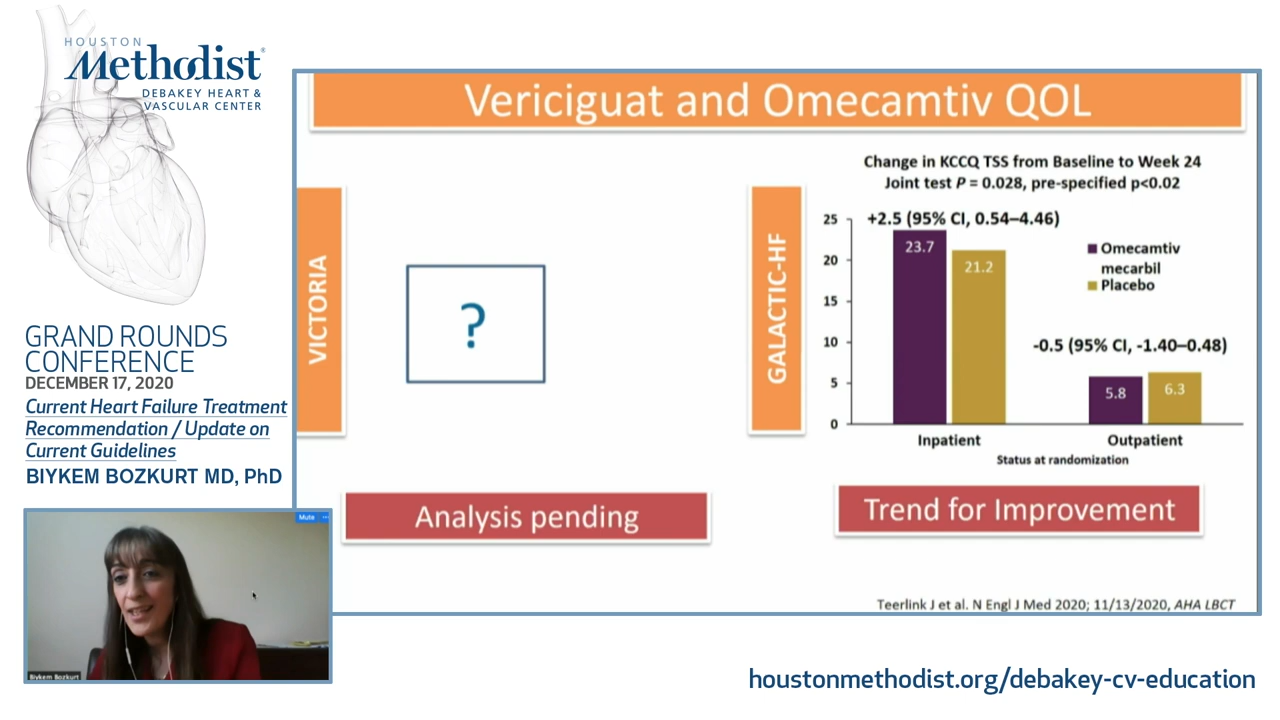 HOUSTON
Methodist®
DEBAKEY HEART &
VASCULAR CENTER
GRAND ROUNDS
CONFERENCE
DECEMBER 17, 2020
Current Heart Failure Treatment
Recommendation / Update on
Current Guidelines
BIYKEM BOZKURT MD, PhD
Mute
Biykem Bozkurt
Vericiguat and Omecamtiv QOL
VICTORIA
?
Analysis pending
GALACTIC-HF
Change in KCCQ TSS from Baseline to Week 24
Joint test P = 0.028, pre-specified p<0.02
+2.5 (95% CI, 0.54–4.46)
25
20
15
10
5
0
23.7
21.2
Omecamtiv
mecarbil
Placebo
-0.5 (95% CI, -1.40–0.48)
5.8
6.3
Inpatient
Outpatient
Status at randomization
Trend for Improvement
Teerlink J et al. N Engl J Med 2020; 11/13/2020, AHA LBCT
houstonmethodist.org/debakey-cv-education